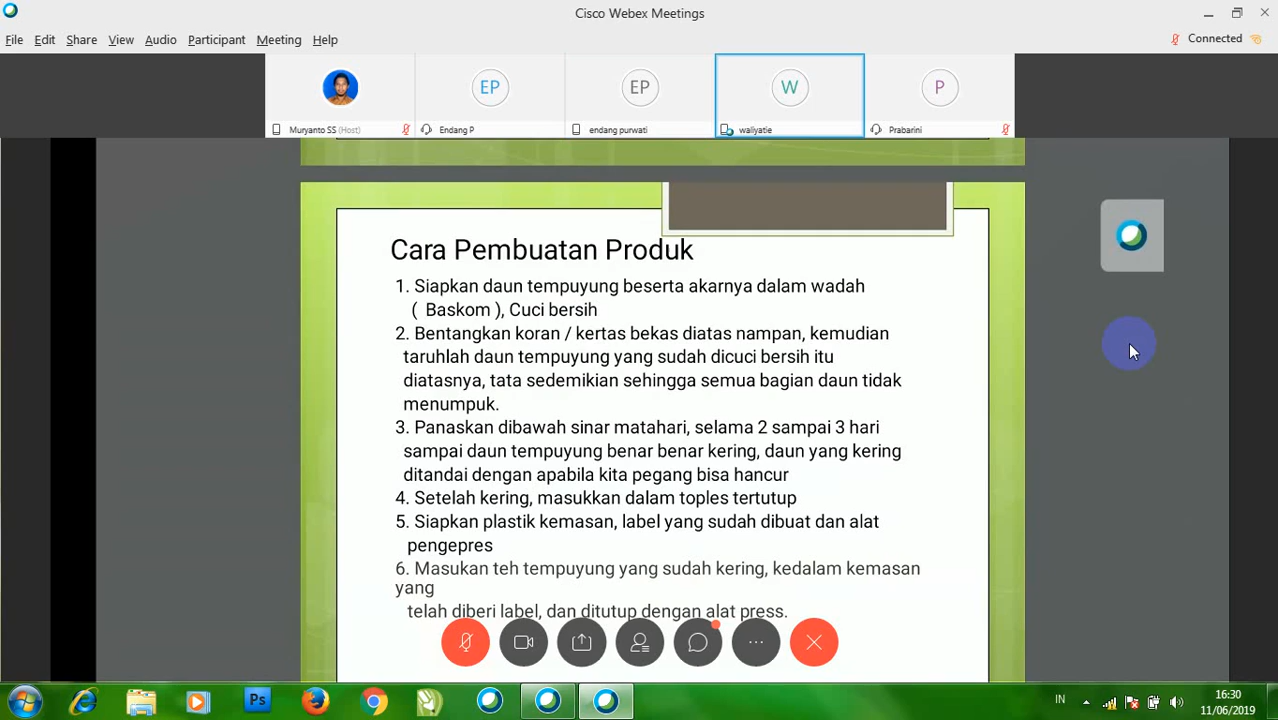 Cisco Webex Meetings
File Edit Share View Audio Participant Meeting Help
Connected
EP EP W P
Muryanto SS (Host) Endang P endang purwati waliyatie Prabarini
Cara Pembuatan Produk
1. Siapkan daun tempuyung beserta akarnya dalam wadah
( Baskom ), Cuci bersih
2. Bentangkan koran / kertas bekas diatas nampan, kemudian
taruhlah daun tempuyung yang sudah dicuci bersih itu
diatasnya, tata sedemikian sehingga semua bagian daun tidak
menumpuk.
3. Panaskan dibawah sinar matahari, selama 2 sampai 3 hari
sampai daun tempuyung benar benar kering, daun yang kering
ditandai dengan apabila kita pegang bisa hancur
4. Setelah kering, masukkan dalam toples tertutup
5. Siapkan plastik kemasan, label yang sudah dibuat dan alat
pengepres
6. Masukan teh tempuyung yang sudah kering, kedalam kemasan
yang
telah diberi label, dan ditutup dengan alat press.
Ps
IN
16:30
11/06/2019